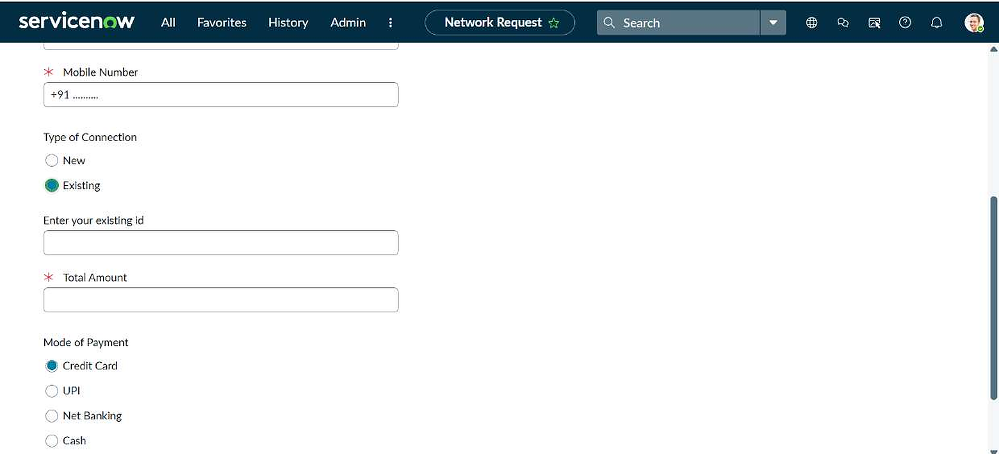 servicenow All Favorites History Admin Network Request Search
* Mobile Number
+91 ..........
Type of Connection
New
Existing
Enter your existing id
* Total Amount
Mode of Payment
Credit Card
UPI
Net Banking
Cash